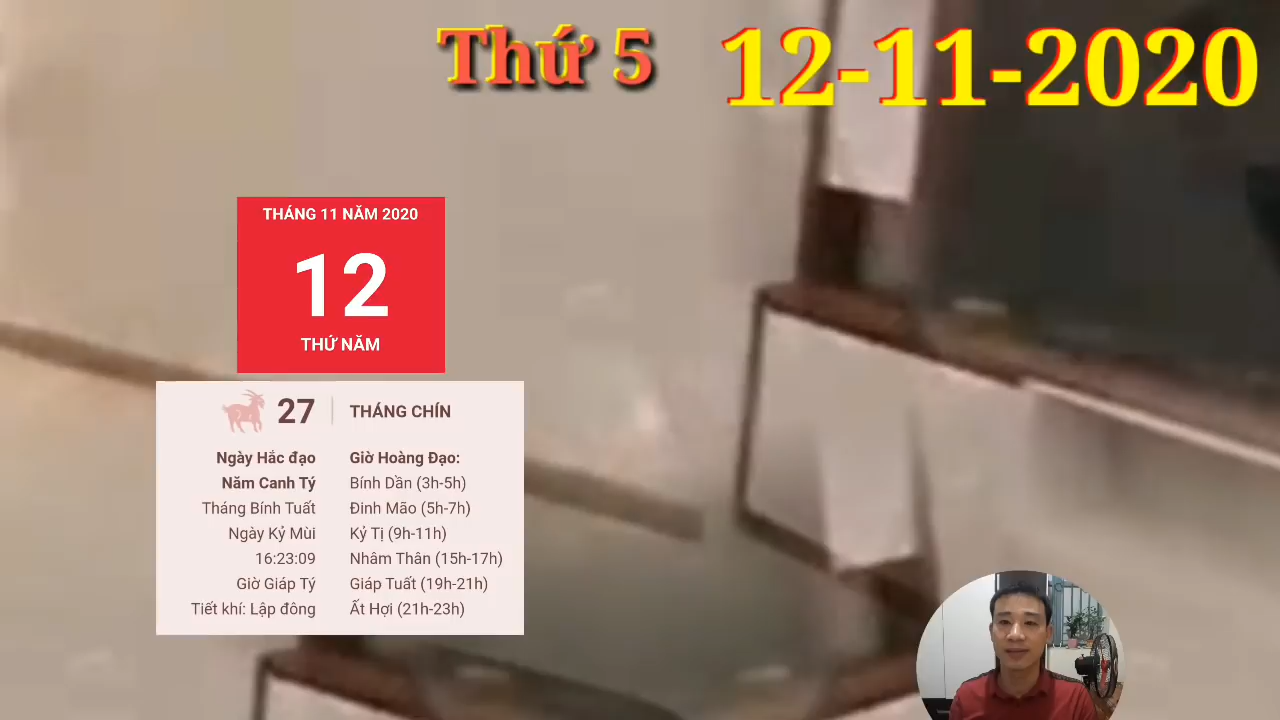 Thứ 5 12-11-2020
THÁNG 11 NĂM 2020
12
THỨ NĂM
27 THÁNG CHÍN
Ngày Hắc đạo
Năm Canh Tý
Tháng Bính Tuất
Ngày Kỷ Mùi
16:23:09
Giờ Giáp Tý
Tiết khí: Lập đông
Giờ Hoàng Đạo:
Bính Dần (3h-5h)
Đinh Mão (5h-7h)
Kỷ Tị (9h-11h)
Nhâm Thân (15h-17h)
Giáp Tuất (19h-21h)
Ất Hợi (21h-23h)